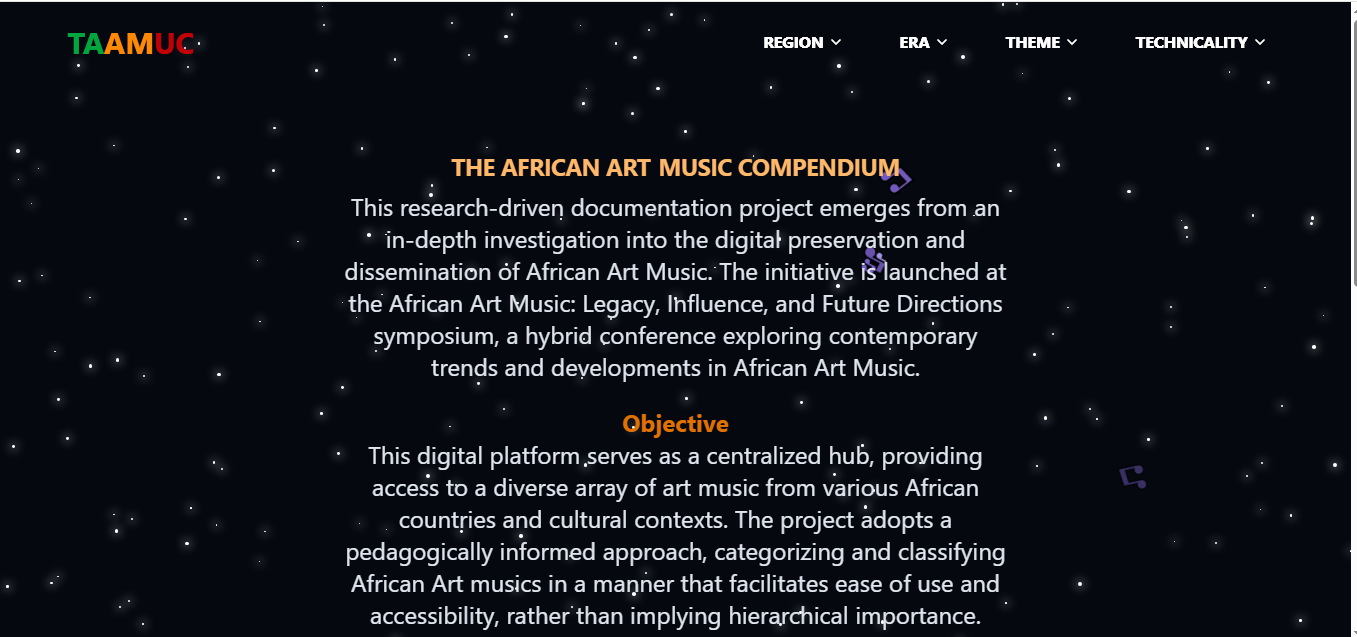 TAAMUC
REGION
ERA
THEME
TECHNICALITY
THE AFRICAN ART MUSIC COMPENDIUM
This research-driven documentation project emerges from an
in-depth investigation into the digital preservation and
dissemination of African Art Music. The initiative is launched at
the African Art Music: Legacy, Influence, and Future Directions
symposium, a hybrid conference exploring contemporary
trends and developments in African Art Music.
Objective
This digital platform serves as a centralized hub, providing
access to a diverse array of art music from various African
countries and cultural contexts. The project adopts a
pedagogically informed approach, categorizing and classifying
African Art musics in a manner that facilitates ease of use and
accessibility, rather than implying hierarchical importance.